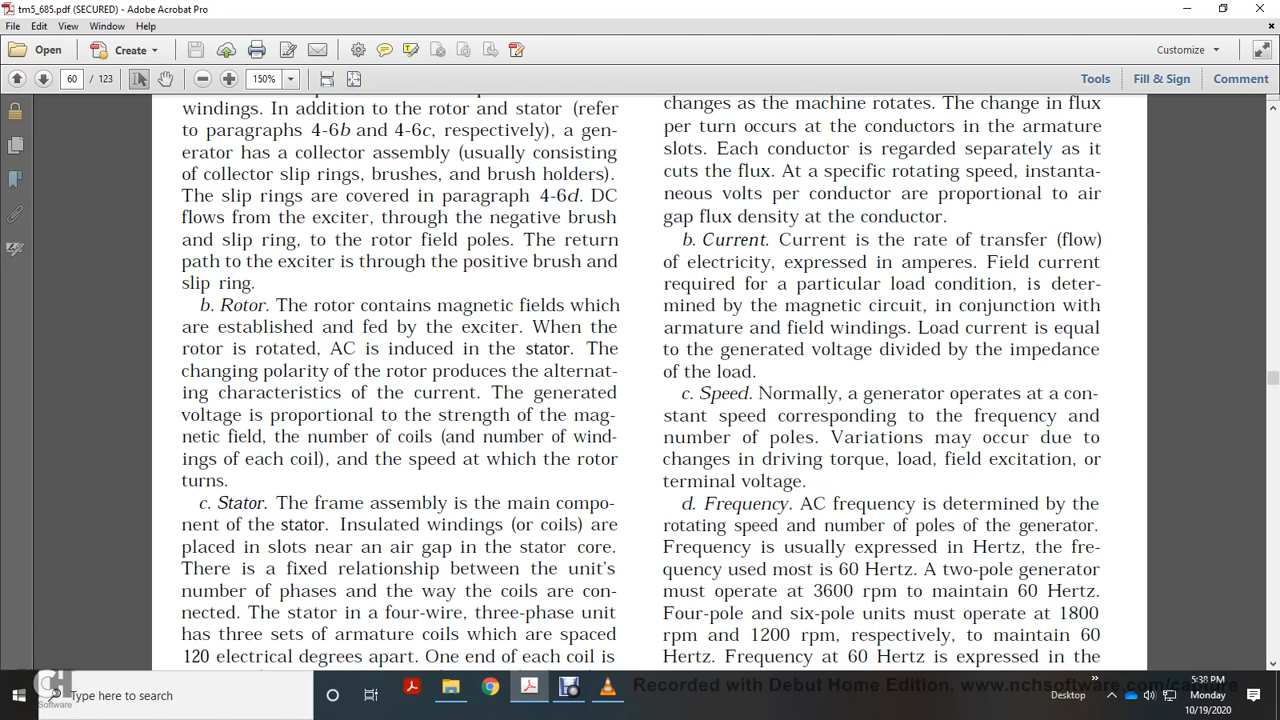 tm5_685.pdf (SECURED) - Adobe Acrobat Pro
File Edit View Window Help
Open Create Customize
60 / 123 150% Tools Fill & Sign Comment
windings. In addition to the rotor and stator (refer
to paragraphs 4-6b and 4-6c, respectively), a gen-
erator has a collector assembly (usually consisting
of collector slip rings, brushes, and brush holders).
The slip rings are covered in paragraph 4-6d. DC
flows from the exciter, through the negative brush
and slip ring, to the rotor field poles. The return
path to the exciter is through the positive brush and
slip ring.
b. Rotor. The rotor contains magnetic fields which
are established and fed by the exciter. When the
rotor is rotated, AC is induced in the stator. The
changing polarity of the rotor produces the alternat-
ing characteristics of the current. The generated
voltage is proportional to the strength of the mag-
netic field, the number of coils (and number of wind-
ings of each coil), and the speed at which the rotor
turns.
c. Stator. The frame assembly is the main compo-
nent of the stator. Insulated windings (or coils) are
placed in slots near an air gap in the stator core.
There is a fixed relationship between the unit's
number of phases and the way the coils are con-
nected. The stator in a four-wire, three-phase unit
has three sets of armature coils which are spaced
120 electrical degrees apart. One end of each coil is
changes as the machine rotates. The change in flux
per turn occurs at the conductors in the armature
slots. Each conductor is regarded separately as it
cuts the flux. At a specific rotating speed, instanta-
neous volts per conductor are proportional to air
gap flux density at the conductor.
b. Current. Current is the rate of transfer (flow)
of electricity, expressed in amperes. Field current
required for a particular load condition, is deter-
mined by the magnetic circuit, in conjunction with
armature and field windings. Load current is equal
to the generated voltage divided by the impedance
of the load.
c. Speed. Normally, a generator operates at a con-
stant speed corresponding to the frequency and
number of poles. Variations may occur due to
changes in driving torque, load, field excitation, or
terminal voltage.
d. Frequency. AC frequency is determined by the
rotating speed and number of poles of the generator.
Frequency is usually expressed in Hertz, the fre-
quency used most is 60 Hertz. A two-pole generator
must operate at 3600 rpm to maintain 60 Hertz.
Four-pole and six-pole units must operate at 1800
rpm and 1200 rpm, respectively, to maintain 60
Hertz. Frequency at 60 Hertz is expressed in the
Recorded with Debut Home Edition. www.nchsoftware.com/capture
CH
Software
Type here to search
Desktop
5:38 PM
Monday
10/19/2020